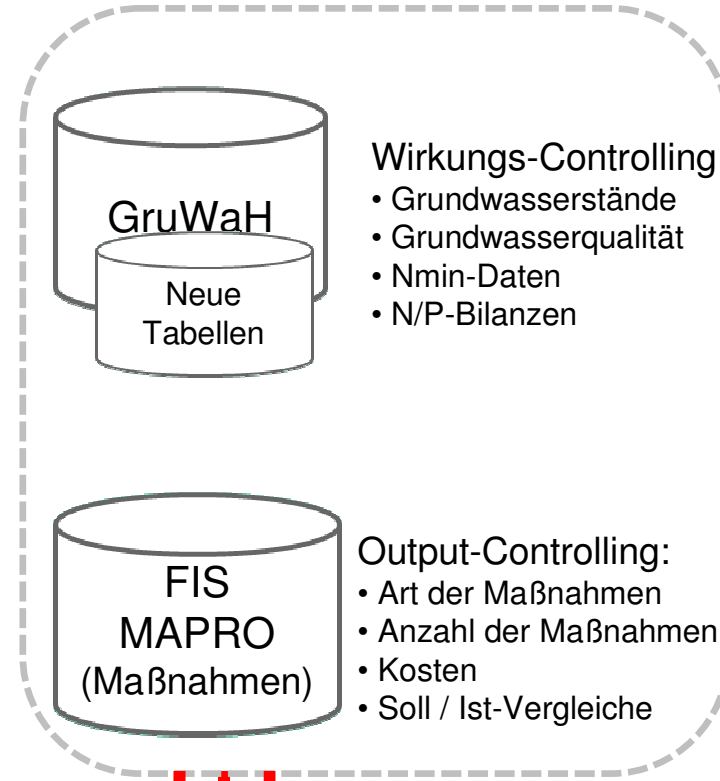 GruWaH
Neue
Tabellen
Wirkungs-Controlling
• Grundwasserstände
• Grundwasserqualität
• Nmin-Daten
• N/P-Bilanzen
FIS
MAPRO
(Maßnahmen)
Output-Controlling:
• Art der Maßnahmen
• Anzahl der Maßnahmen
• Kosten
• Soll / Ist-Vergleiche